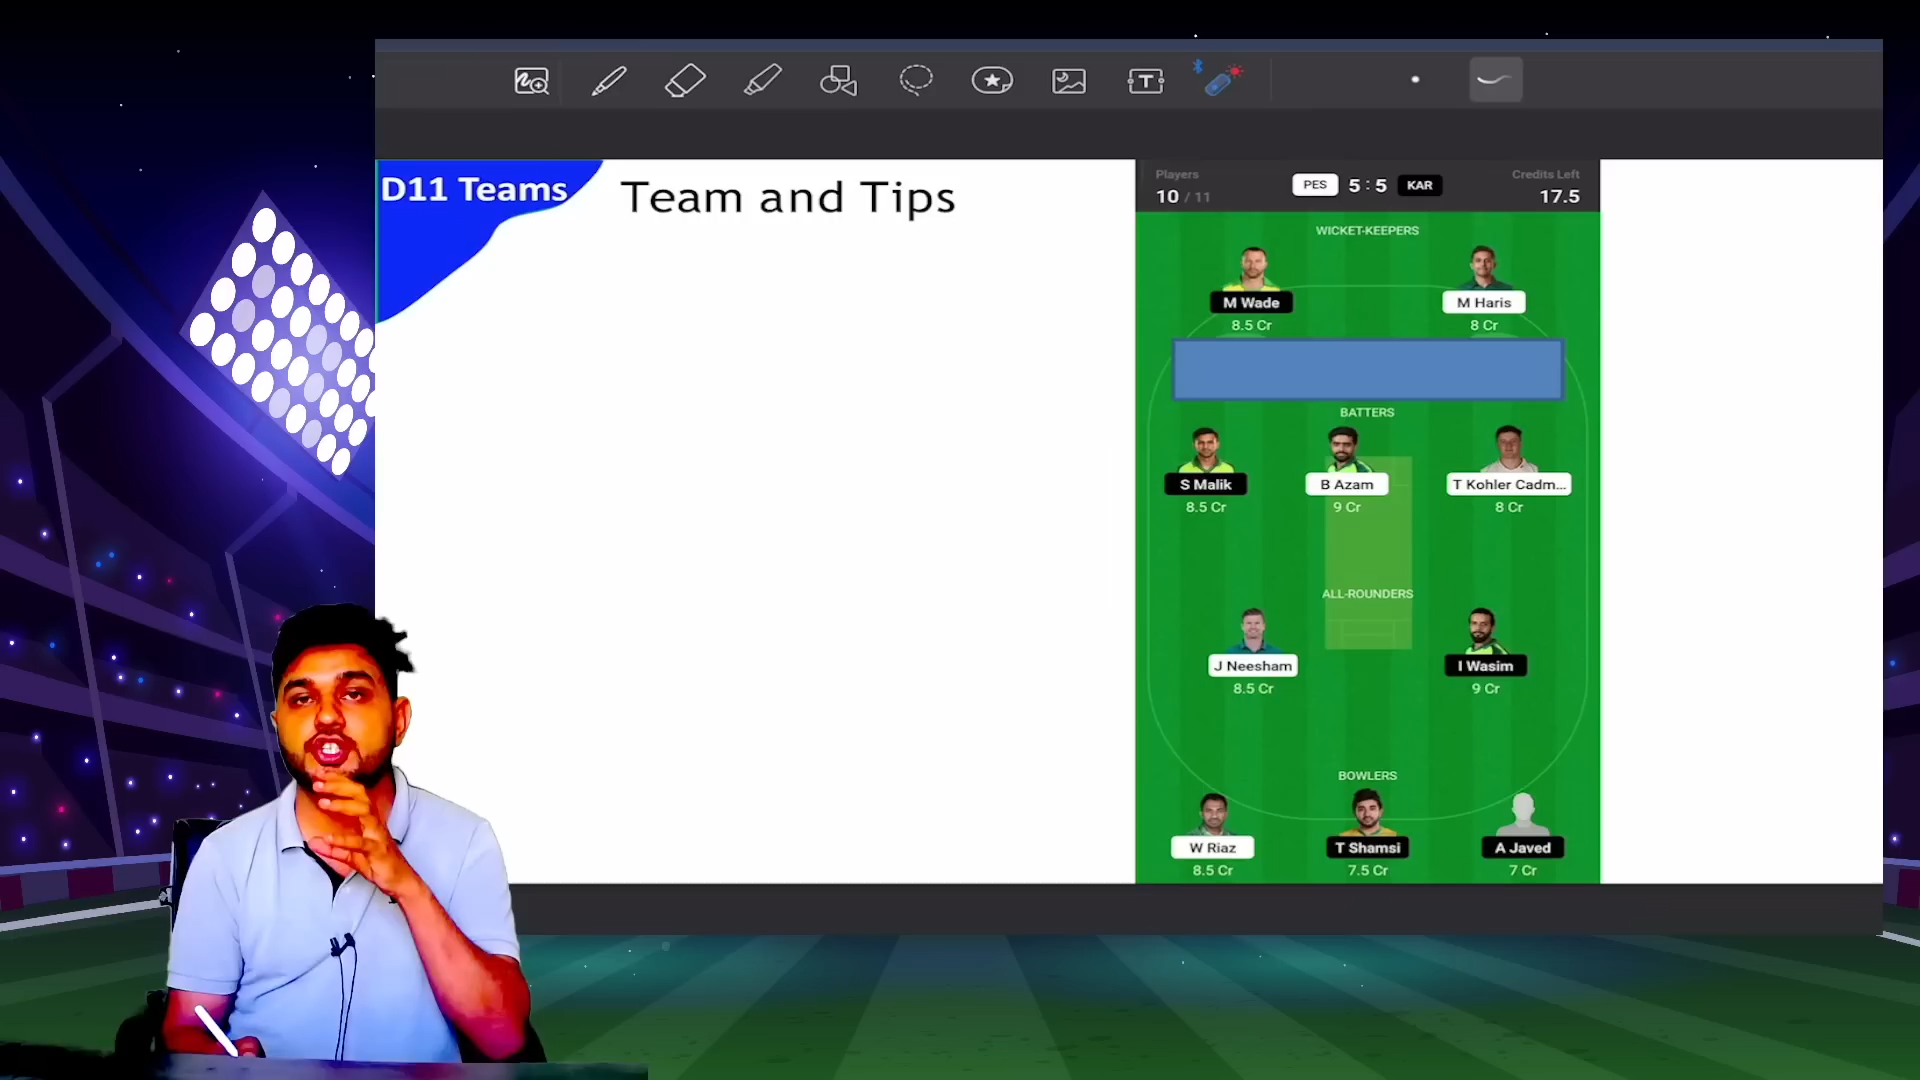 D11 Teams
Team and Tips
Players
10 / 11
PES 5 : 5 KAR
Credits Left
17.5
WICKET-KEEPERS
M Wade
8.5 Cr
M Haris
8 Cr
BATTERS
S Malik
8.5 Cr
B Azam
9 Cr
T Kohler Cadm...
8 Cr
ALL-ROUNDERS
J Neesham
8.5 Cr
I Wasim
9 Cr
BOWLERS
W Riaz
8.5 Cr
T Shamsi
7.5 Cr
A Javed
7 Cr